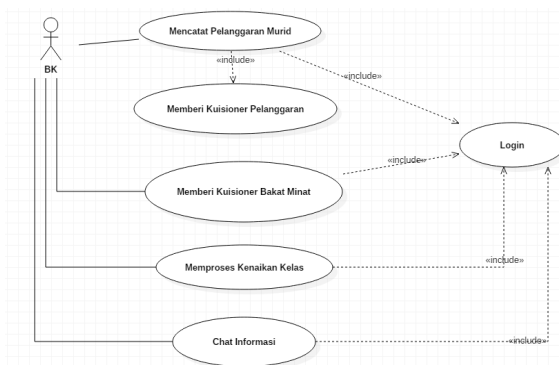 Mencatat Pelanggaran Murid
«include»
«include»
BK
Memberi Kuisioner Pelanggaran
Login
«include»
Memberi Kuisioner Bakat Minat
«include»
Memproses Kenaikan Kelas
«include»
Chat Informasi